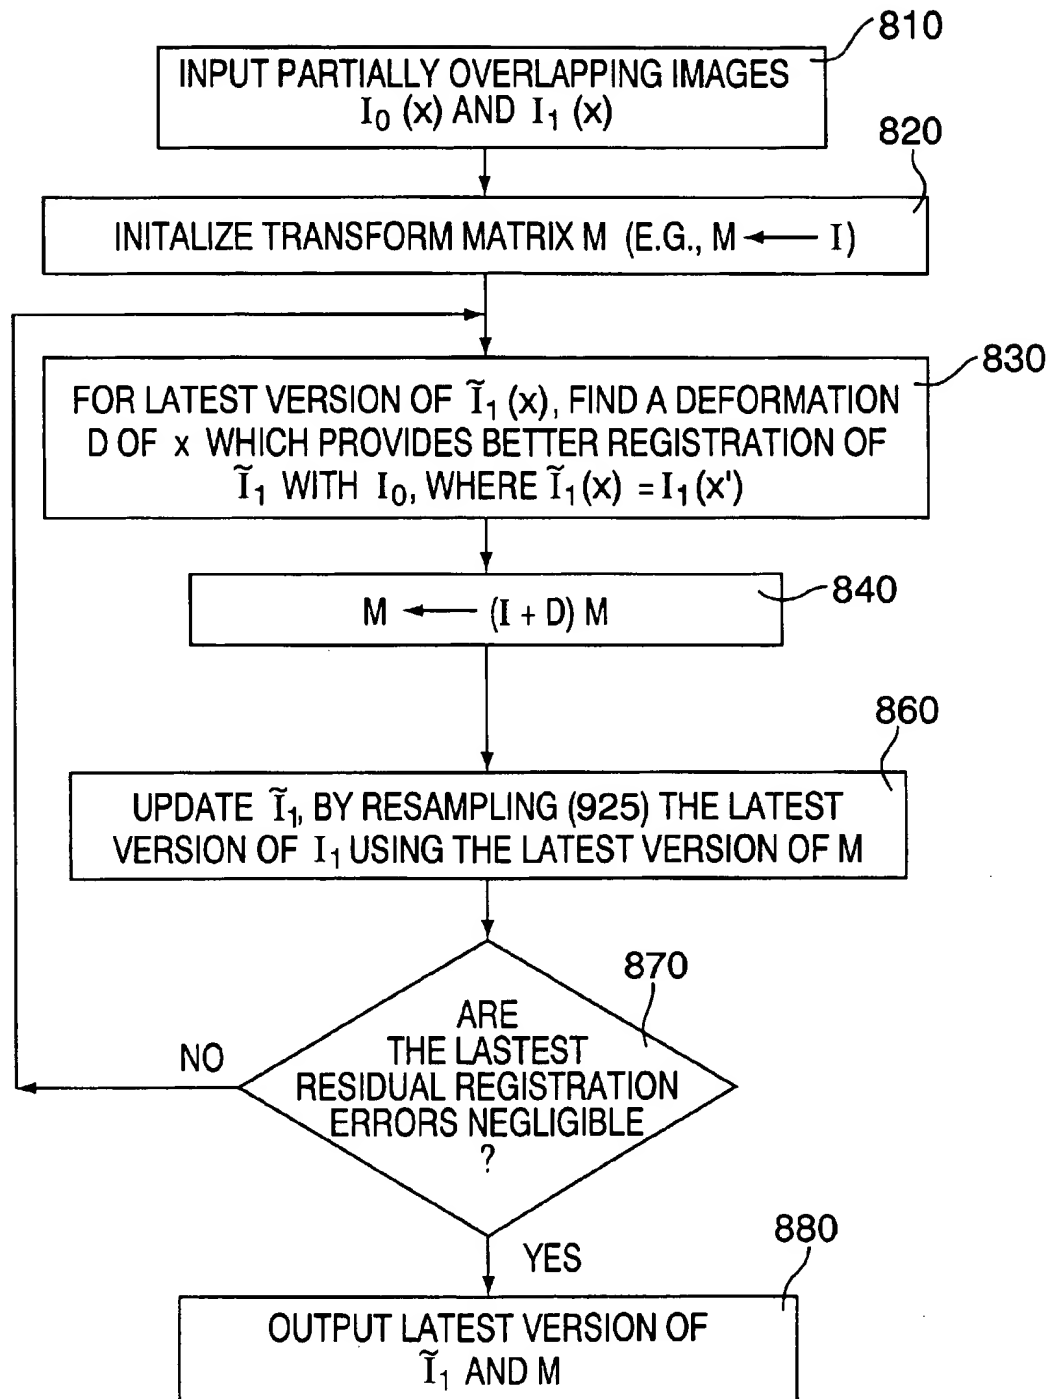 810
INPUT PARTIALLY OVERLAPPING IMAGES
I₀ (x) AND I₁ (x)
820
INITALIZE TRANSFORM MATRIX M (E.G., M ← I)
830
FOR LATEST VERSION OF Ĩ₁ (x), FIND A DEFORMATION
D OF x WHICH PROVIDES BETTER REGISTRATION OF
Ĩ₁ WITH I₀, WHERE Ĩ₁(x) = I₁(x')
840
M ← (I + D) M
860
UPDATE Ĩ₁, BY RESAMPLING (925) THE LATEST
VERSION OF I₁ USING THE LATEST VERSION OF M
870
ARE
THE LASTEST
RESIDUAL REGISTRATION
ERRORS NEGLIGIBLE
?
NO
YES
880
OUTPUT LATEST VERSION OF
Ĩ₁ AND M